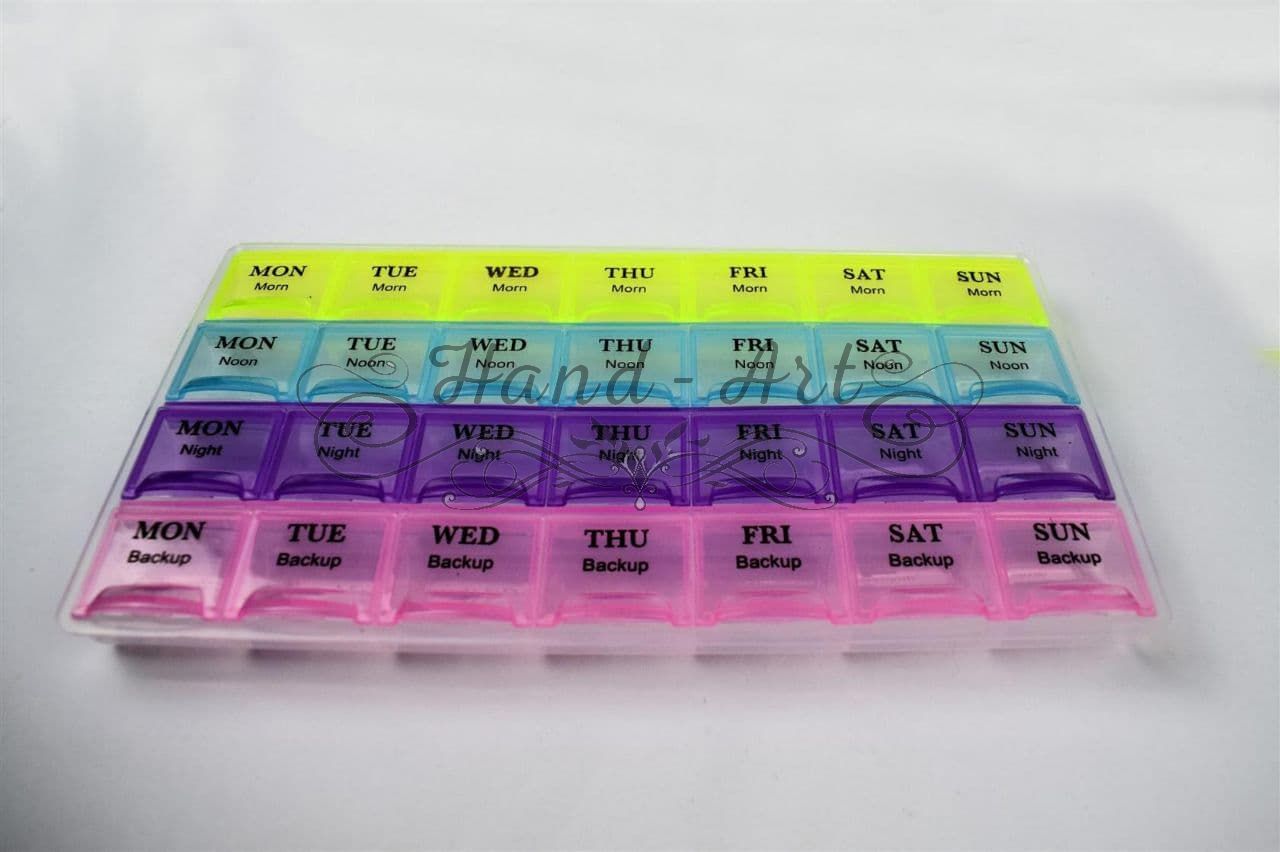 MON TUE WED THU FRI SAT SUN
Morn Morn Morn Morn Morn Morn Morn
MON TUE WED THU FRI SAT SUN
Noon Noon Noon Noon Noon Noon Noon
Hand - Art
MON TUE WED THU FRI SAT SUN
Night Night Night Night Night Night Night
MON TUE WED THU FRI SAT SUN
Backup Backup Backup Backup Backup Backup Backup